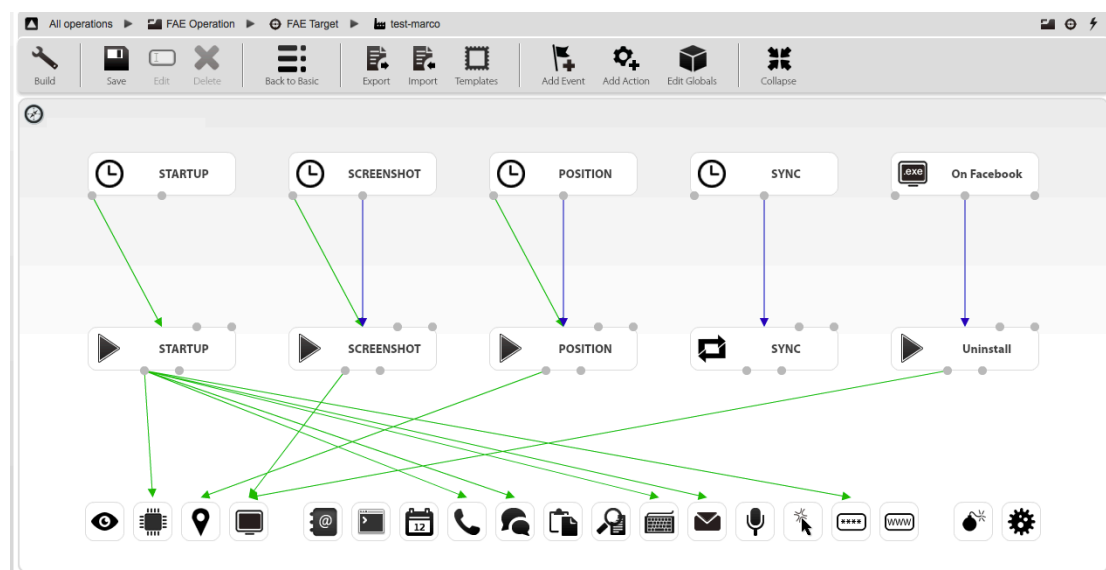 All operations ▶ FAE Operation ▶ FAE Target ▶ test-marco
Build Save Edit Delete Back to Basic Export Import Templates Add Event Add Action Edit Globals Collapse
STARTUP SCREENSHOT POSITION SYNC .exe On Facebook
STARTUP SCREENSHOT POSITION SYNC Uninstall
@ 12 **** WWW